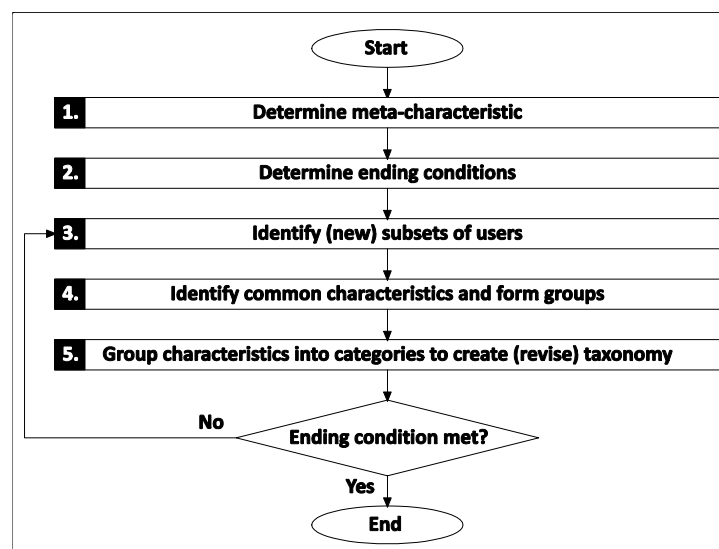 Start
1. Determine meta-characteristic
2. Determine ending conditions
3. Identify (new) subsets of users
4. Identify common characteristics and form groups
5. Group characteristics into categories to create (revise) taxonomy
No
Ending condition met?
Yes
End